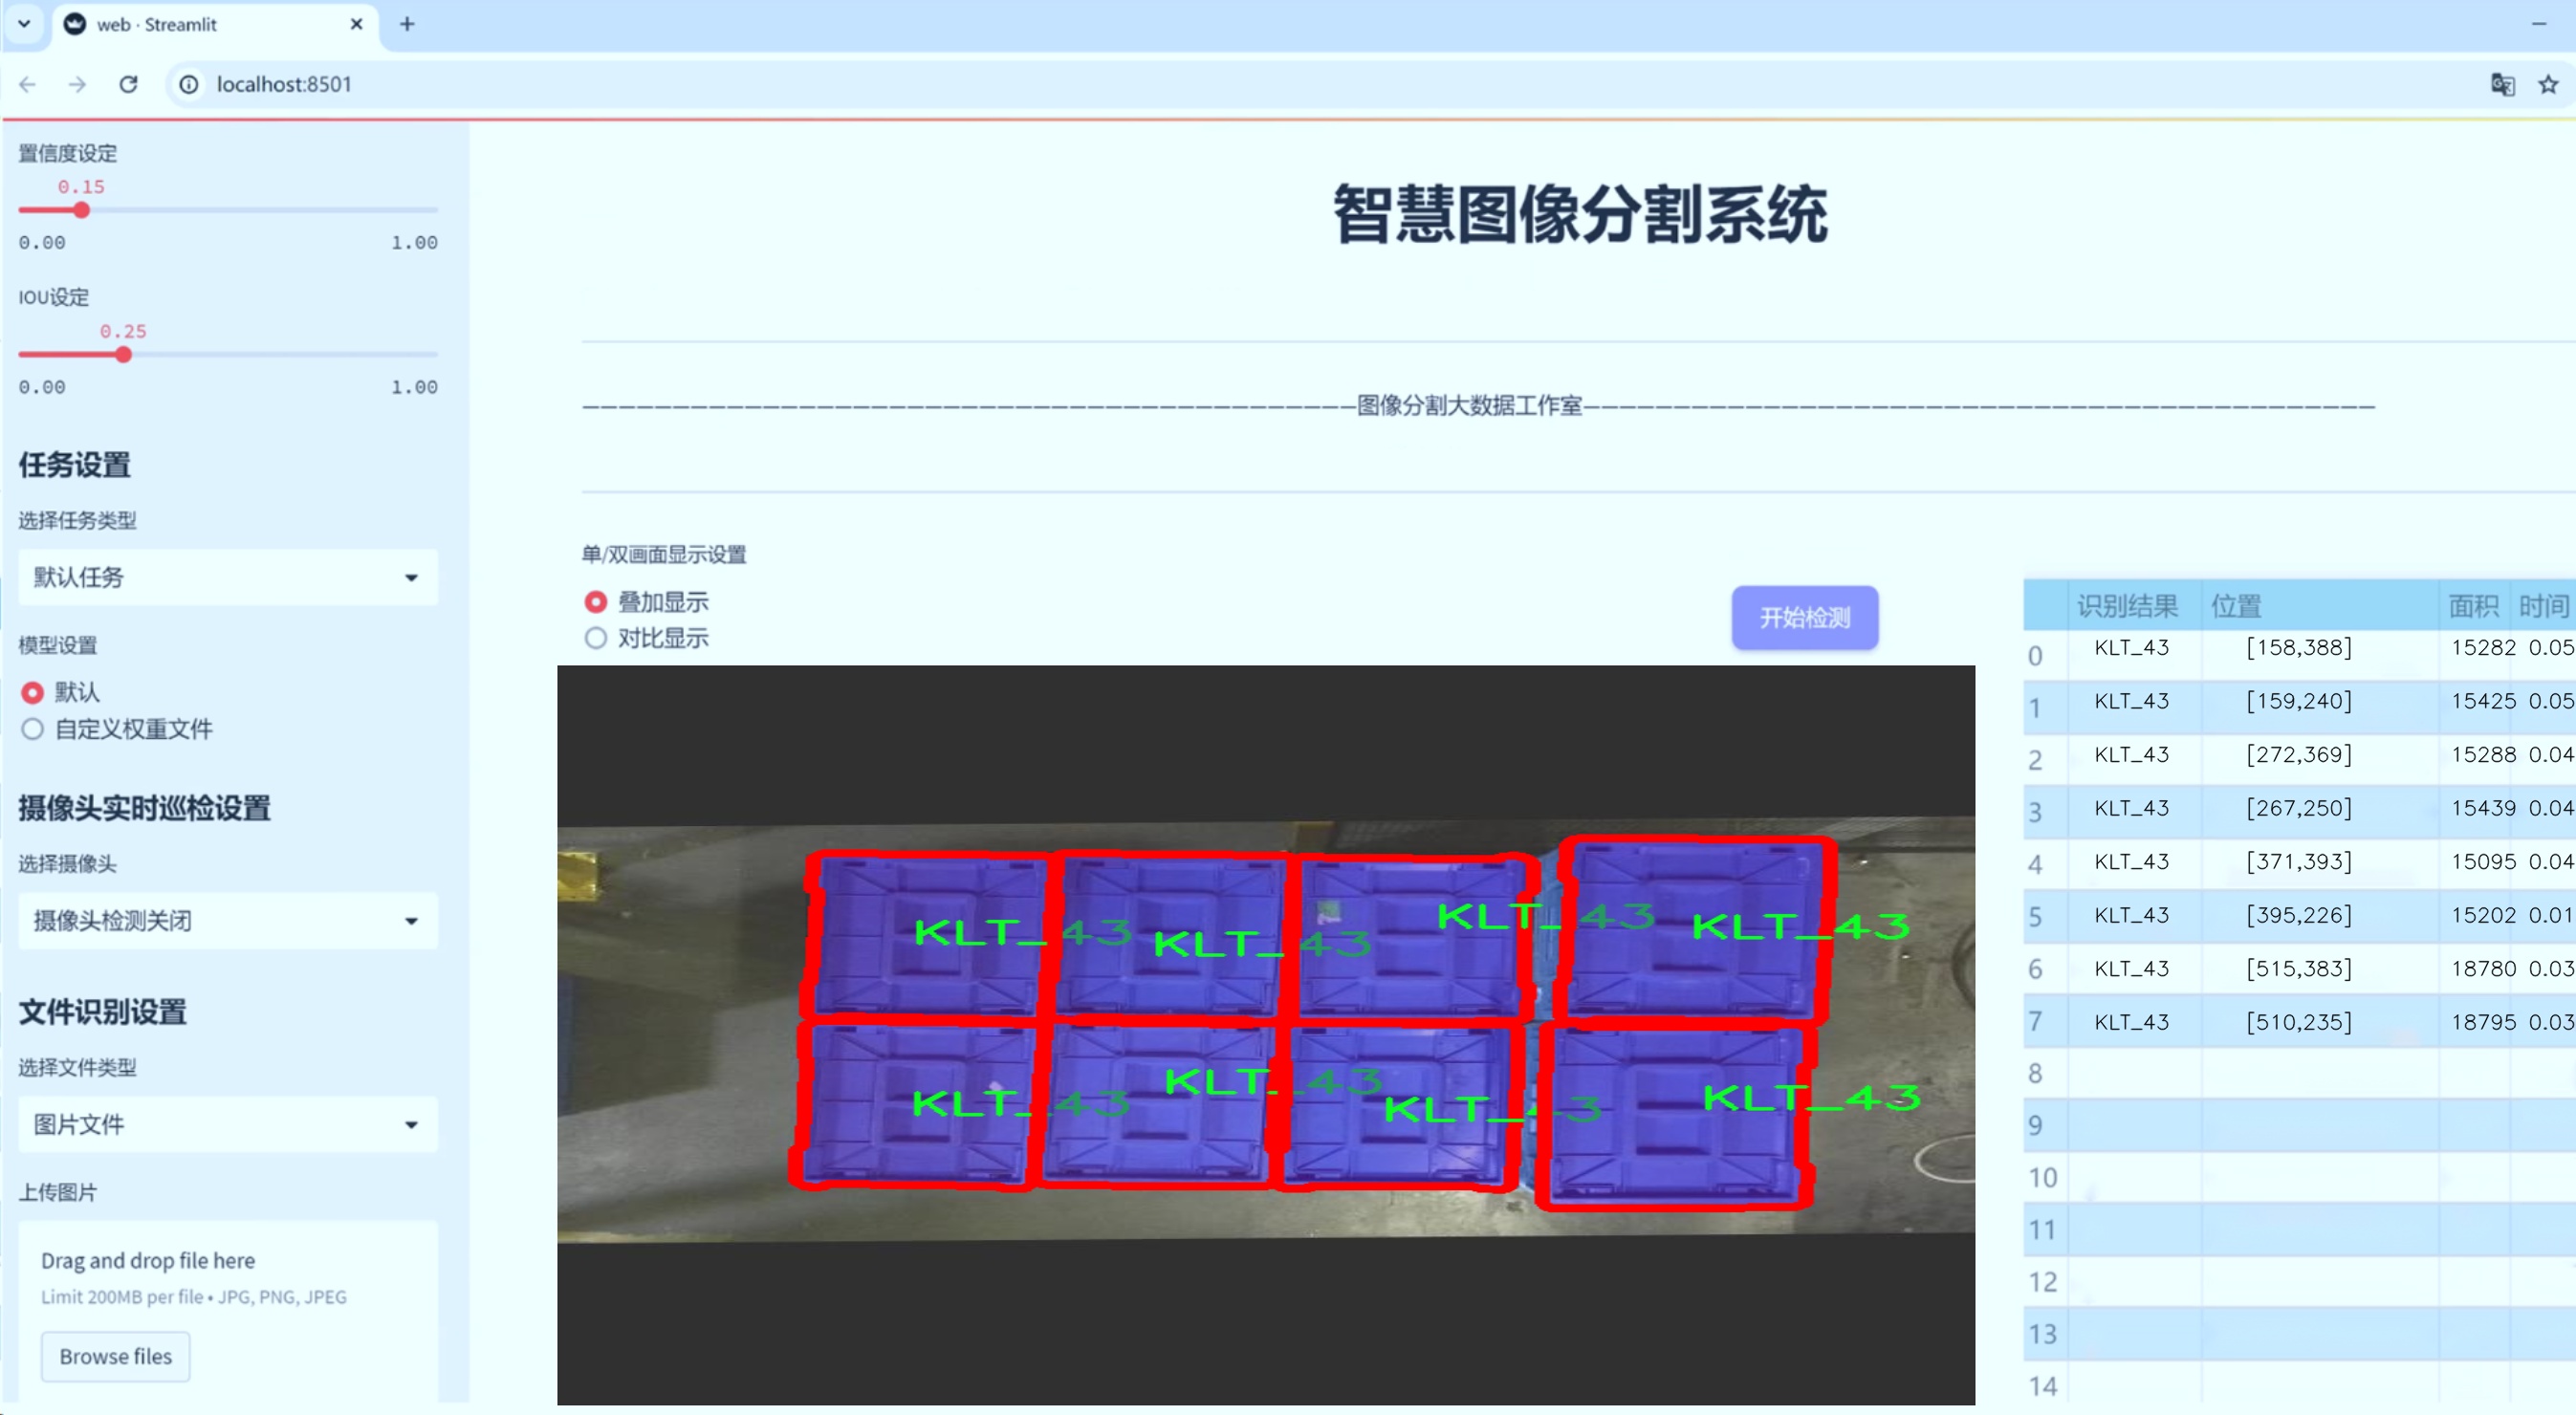 web · Streamlit
localhost:8501
置信度设定
0.15
0.00 1.00
IOU设定
0.25
0.00 1.00
任务设置
选择任务类型
默认任务
模型设置
默认
自定义权重文件
摄像头实时巡检设置
选择摄像头
摄像头检测关闭
文件识别设置
选择文件类型
图片文件
上传图片
Drag and drop file here
Limit 200MB per file • JPG, PNG, JPEG
Browse files
智慧图像分割系统
———————————————————————————————————————————图像分割大数据工作室————————————————————————————————————————————
单/双画面显示设置
叠加显示
对比显示
开始检测
KLT_43 KLT_43 KLT_43 KLT_43
KLT_43 KLT_43 KLT_43 KLT_43
识别结果 位置 面积 时间
0 KLT_43 [158,388] 15282 0.05
1 KLT_43 [159,240] 15425 0.05
2 KLT_43 [272,369] 15288 0.04
3 KLT_43 [267,250] 15439 0.04
4 KLT_43 [371,393] 15095 0.04
5 KLT_43 [395,226] 15202 0.01
6 KLT_43 [515,383] 18780 0.03
7 KLT_43 [510,235] 18795 0.03
8
9
10
11
12
13
14